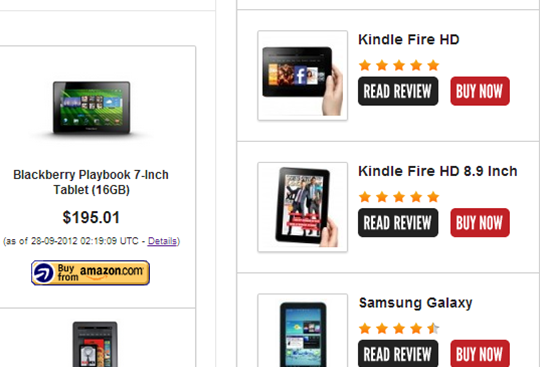 Blackberry Playbook 7-Inch
Tablet (16GB)
$195.01
(as of 28-09-2012 02:19:09 UTC - Details)
Buy
from amazon.com
Kindle Fire HD
READ REVIEW BUY NOW
Kindle Fire HD 8.9 Inch
READ REVIEW BUY NOW
Samsung Galaxy
READ REVIEW BUY NOW